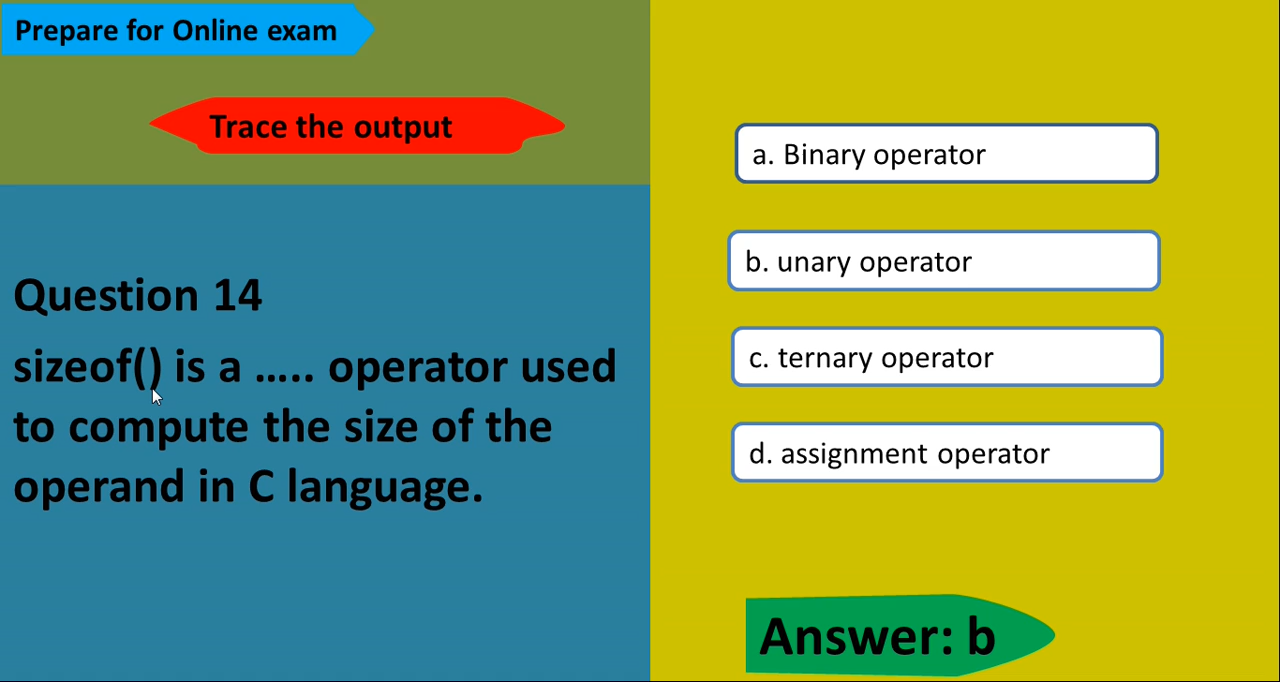 Prepare for Online exam
Trace the output
Question 14
sizeof() is a ..... operator used
to compute the size of the
operand in C language.
a. Binary operator
b. unary operator
c. ternary operator
d. assignment operator
Answer: b